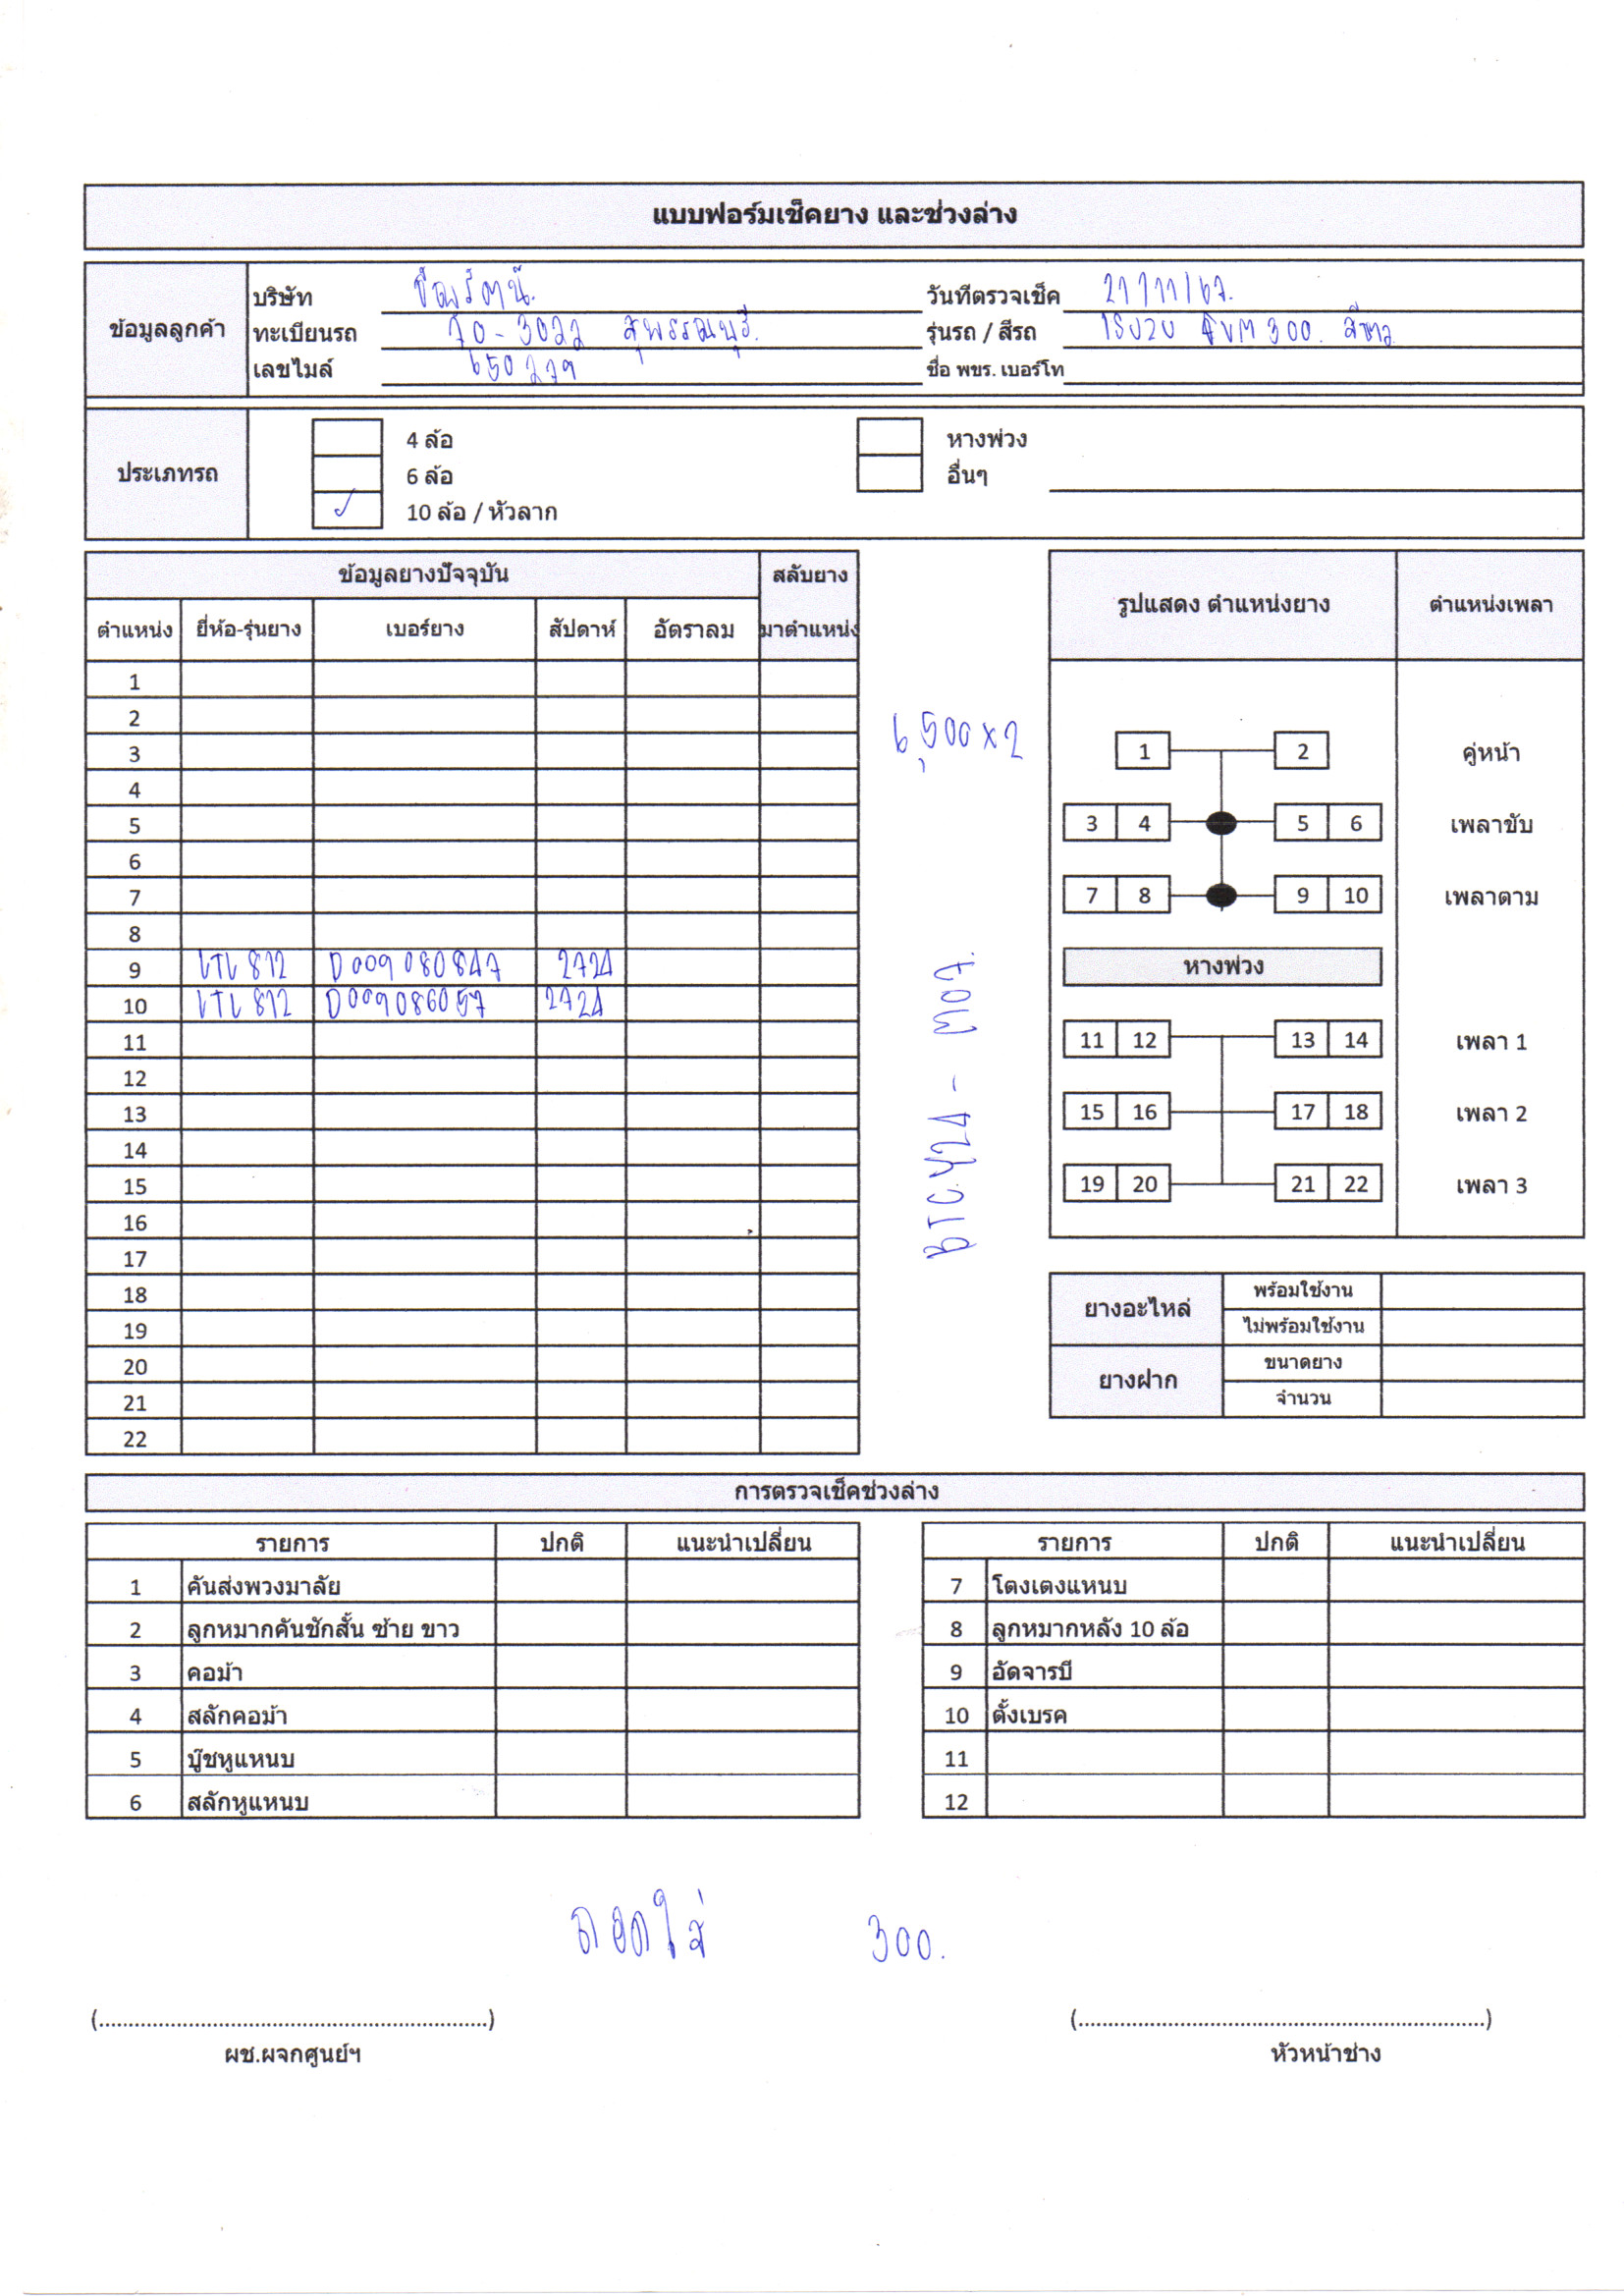 แบบฟอร์มเช็คยาง และช่วงล่าง
ข้อมูลลูกค้า
บริษัท
วันที่ตรวจเช็ค 21/11/67.
ทะเบียนรถ 70-3022 สุพรรณบุรี.
รุ่นรถ / สีรถ 300. สีขาว
เลขไมล์ 650279
ชื่อ พขร. เบอร์โท
ประเภทรถ
4 ล้อ
หางพ่วง
6 ล้อ
อื่นๆ
✓ 10 ล้อ / หัวลาก
ข้อมูลยางปัจจุบัน สลับยาง
ตำแหน่ง ยี่ห้อ-รุ่นยาง เบอร์ยาง สัปดาห์ อัตราลม มาตำแหน่ง
1
2
3
4
5
6
7
8
9 LTL 812 D009080847 2724
10 LTL 812 D009086057 2724
11
12
13
14
15
16
17
18
19
20
21
22
6,500x2
BTC.Y24 - M07.
รูปแสดง ตำแหน่งยาง ตำแหน่งเพลา
1 2 คู่หน้า
3 4 5 6 เพลาขับ
7 8 9 10 เพลาตาม
หางพ่วง
11 12 13 14 เพลา 1
15 16 17 18 เพลา 2
19 20 21 22 เพลา 3
ยางอะไหล่ พร้อมใช้งาน
ไม่พร้อมใช้งาน
ยางฝาก ขนาดยาง
จำนวน
การตรวจเช็คช่วงล่าง
รายการ ปกติ แนะนำเปลี่ยน
1 คันส่งพวงมาลัย
2 ลูกหมากคันชักสั้น ซ้าย ขาว
3 คอม้า
4 สลักคอม้า
5 บู๊ชหูแหนบ
6 สลักหูแหนบ
รายการ ปกติ แนะนำเปลี่ยน
7 โตงเตงแหนบ
8 ลูกหมากหลัง 10 ล้อ
9 อัดจารบี
10 ตั้งเบรค
11
12
ถอดใส่ 300.
(..................................................................)
ผช.ผจกศูนย์ฯ
(.....................................................................)
หัวหน้าช่าง